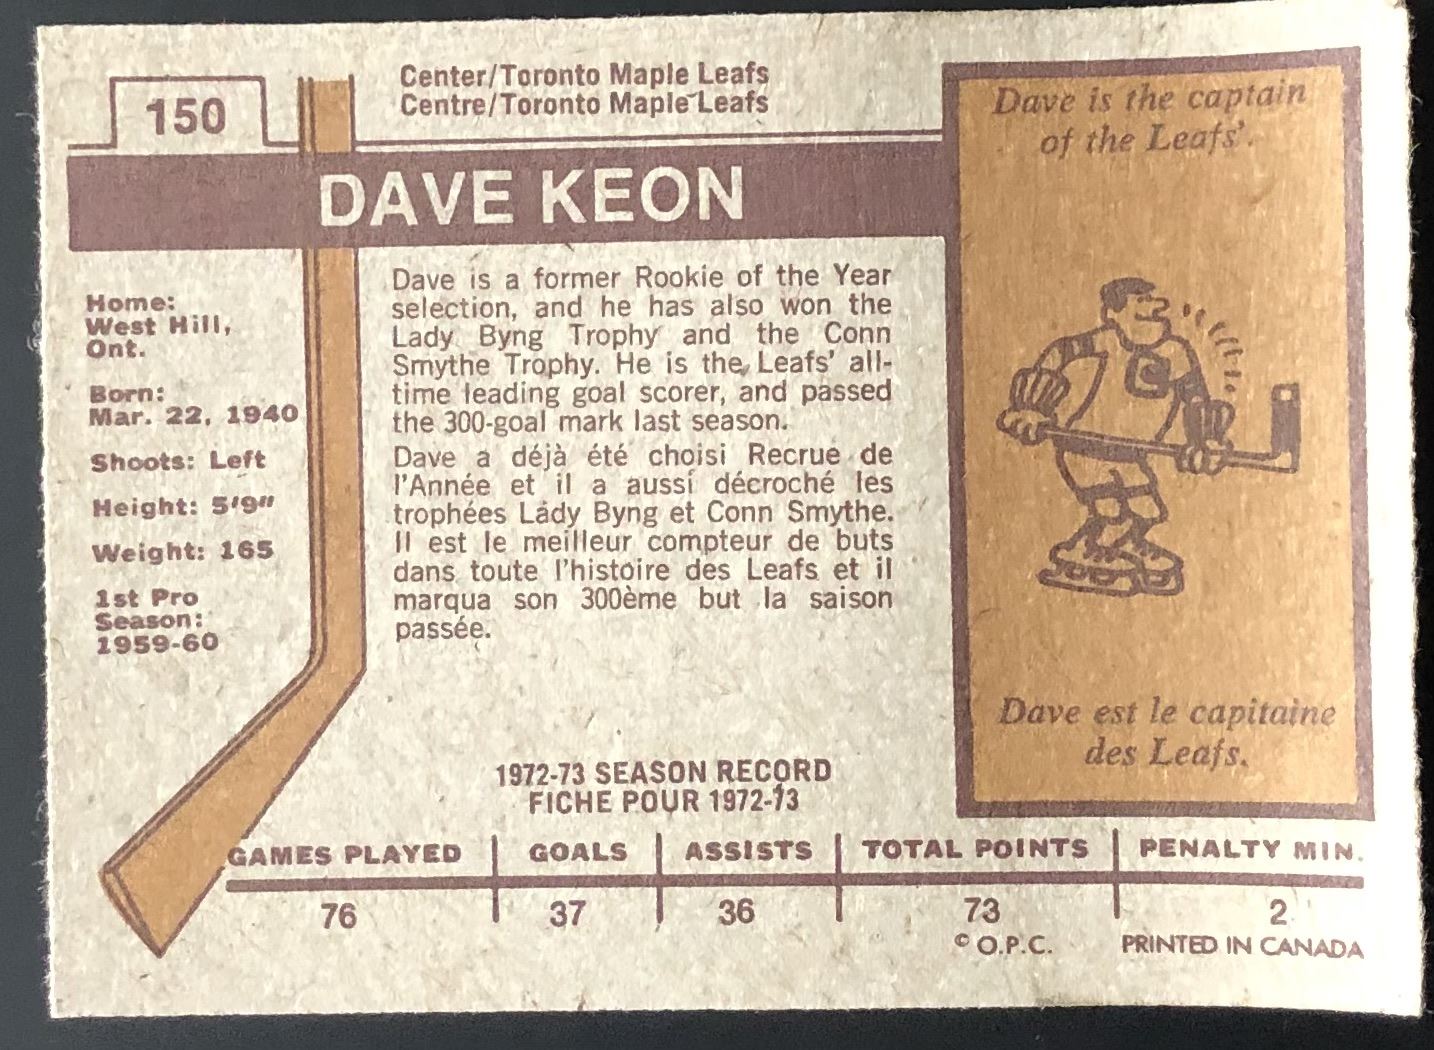 150
Center/Toronto Maple Leafs
Centre/Toronto Maple Leafs
DAVE KEON
Home:
West Hill,
Ont.
Born:
Mar. 22, 1940
Shoots: Left
Height: 5'9"
Weight: 165
1st Pro
Season:
1959-60
Dave is a former Rookie of the Year
selection, and he has also won the
Lady Byng Trophy and the Conn
Smythe Trophy. He is the Leafs' all-
time leading goal scorer, and passed
the 300-goal mark last season.
Dave a déjà été choisi Recrue de
l'Année et il a aussi décroché les
trophées Lady Byng et Conn Smythe.
Il est le meilleur compteur de buts
dans toute l'histoire des Leafs et il
marqua son 300ème but la saison
passée.
Dave is the captain
of the Leafs'.
C
Dave est le capitaine
des Leafs.
1972-73 SEASON RECORD
FICHE POUR 1972-73
GAMES PLAYED GOALS ASSISTS TOTAL POINTS PENALTY MIN.
76 37 36 73 2
© O.P.C. PRINTED IN CANADA